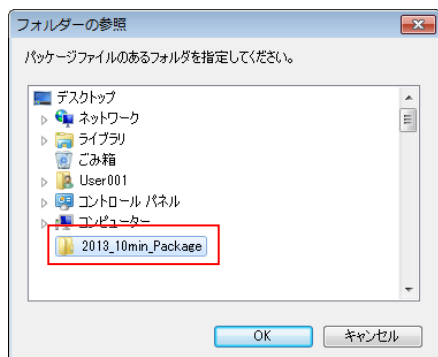 フォルダーの参照
パッケージファイルのあるフォルダを指定してください。
デスクトップ
ネットワーク
ライブラリ
ごみ箱
User001
コントロール パネル
コンピューター
2013_10min_Package
OK
キャンセル